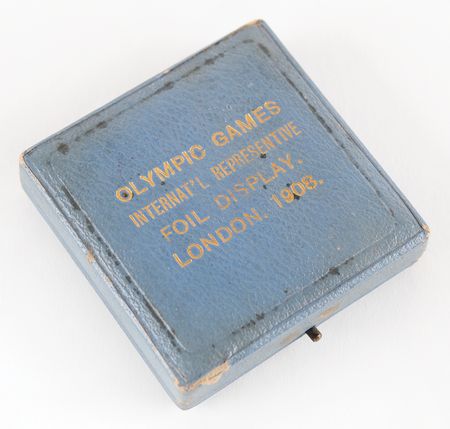 OLYMPIC GAMES
INTERNAT'L REPRESENTIVE
FOIL DISPLAY.
LONDON. 1908.